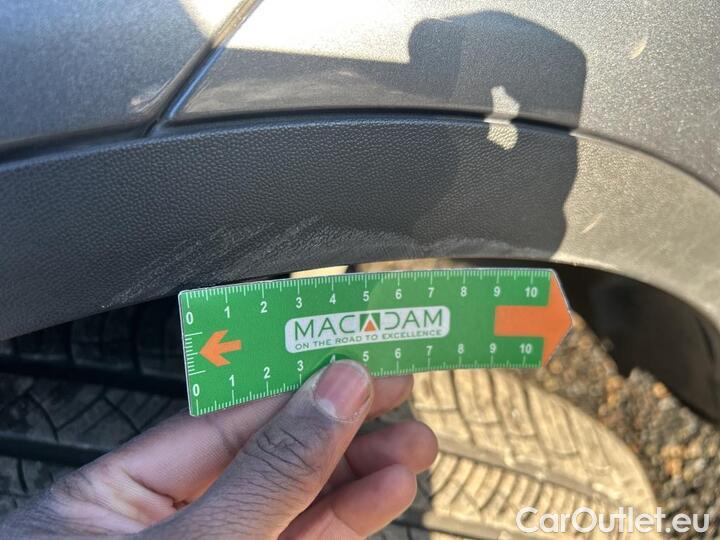 0 1 2 3 4 5 6 7 8 9 10
MACADAM
ON THE ROAD TO EXCELLENCE
0 1 2 3 4 5 6 7 8 9 10
CarOutlet.eu